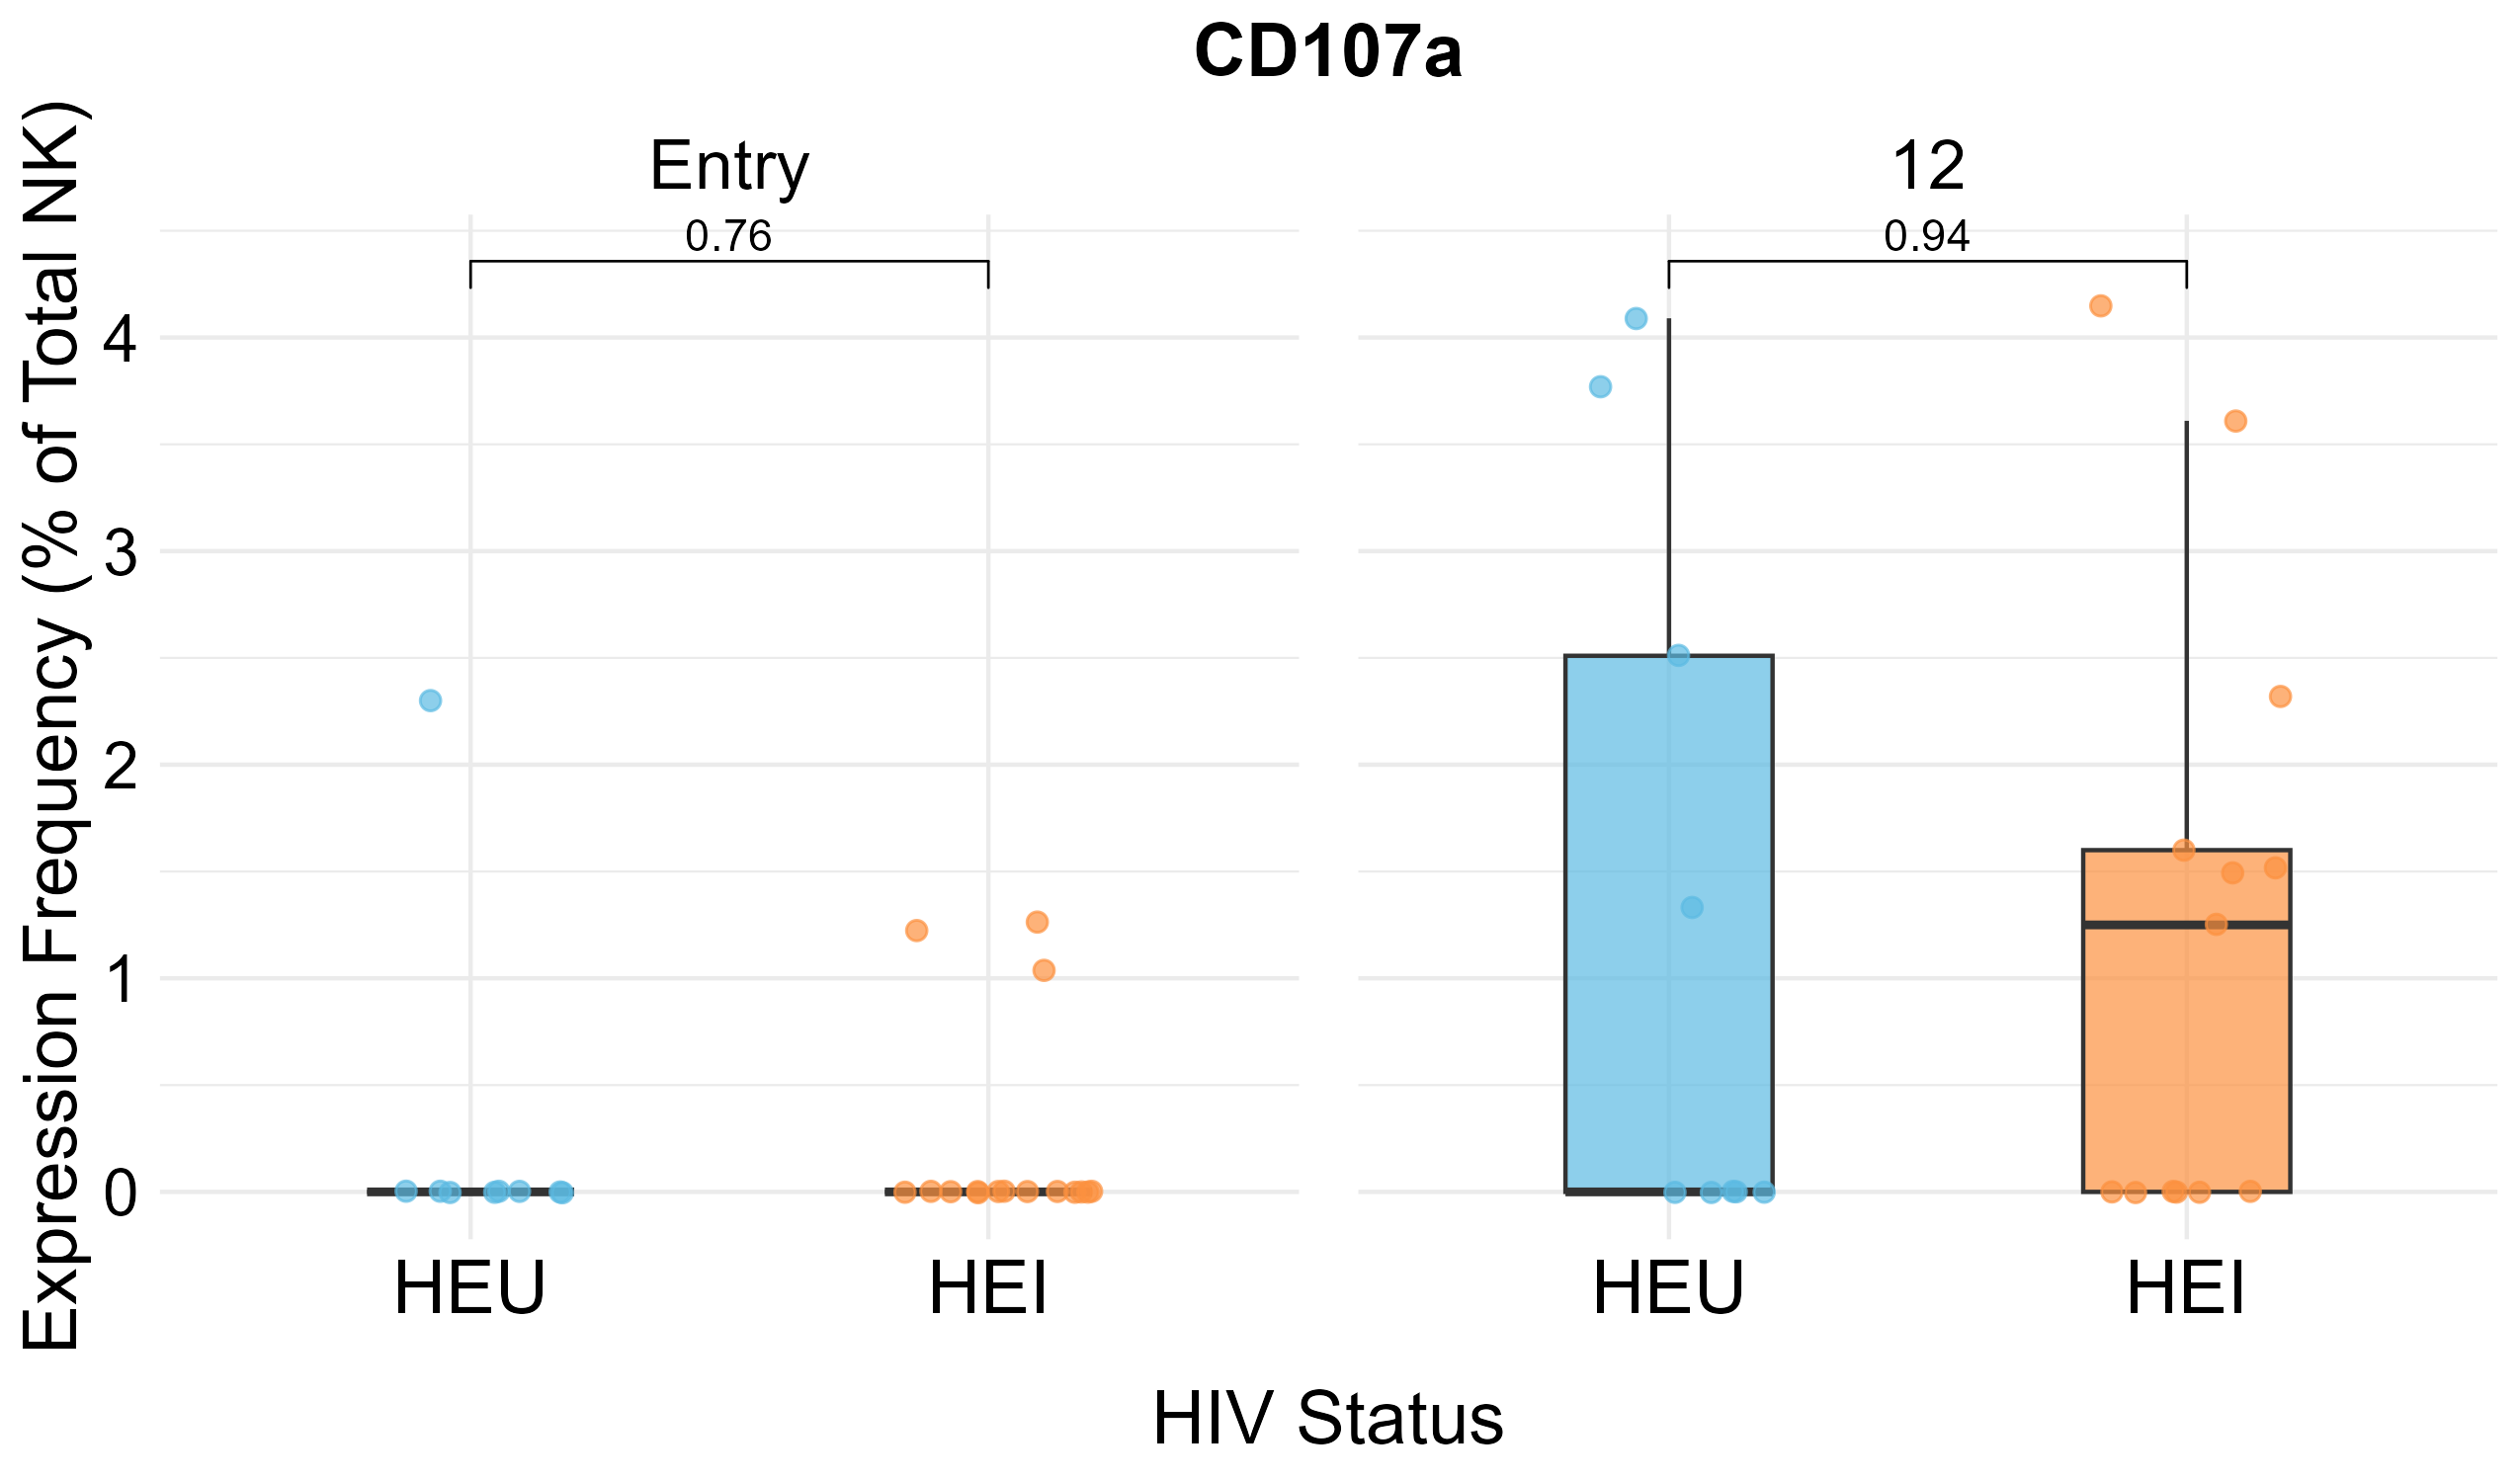 CD107a
Entry
12
0.76
0.94
Expression Frequency (% of Total NK)
4
3
2
1
0
HEU
HEI
HEU
HEI
HIV Status